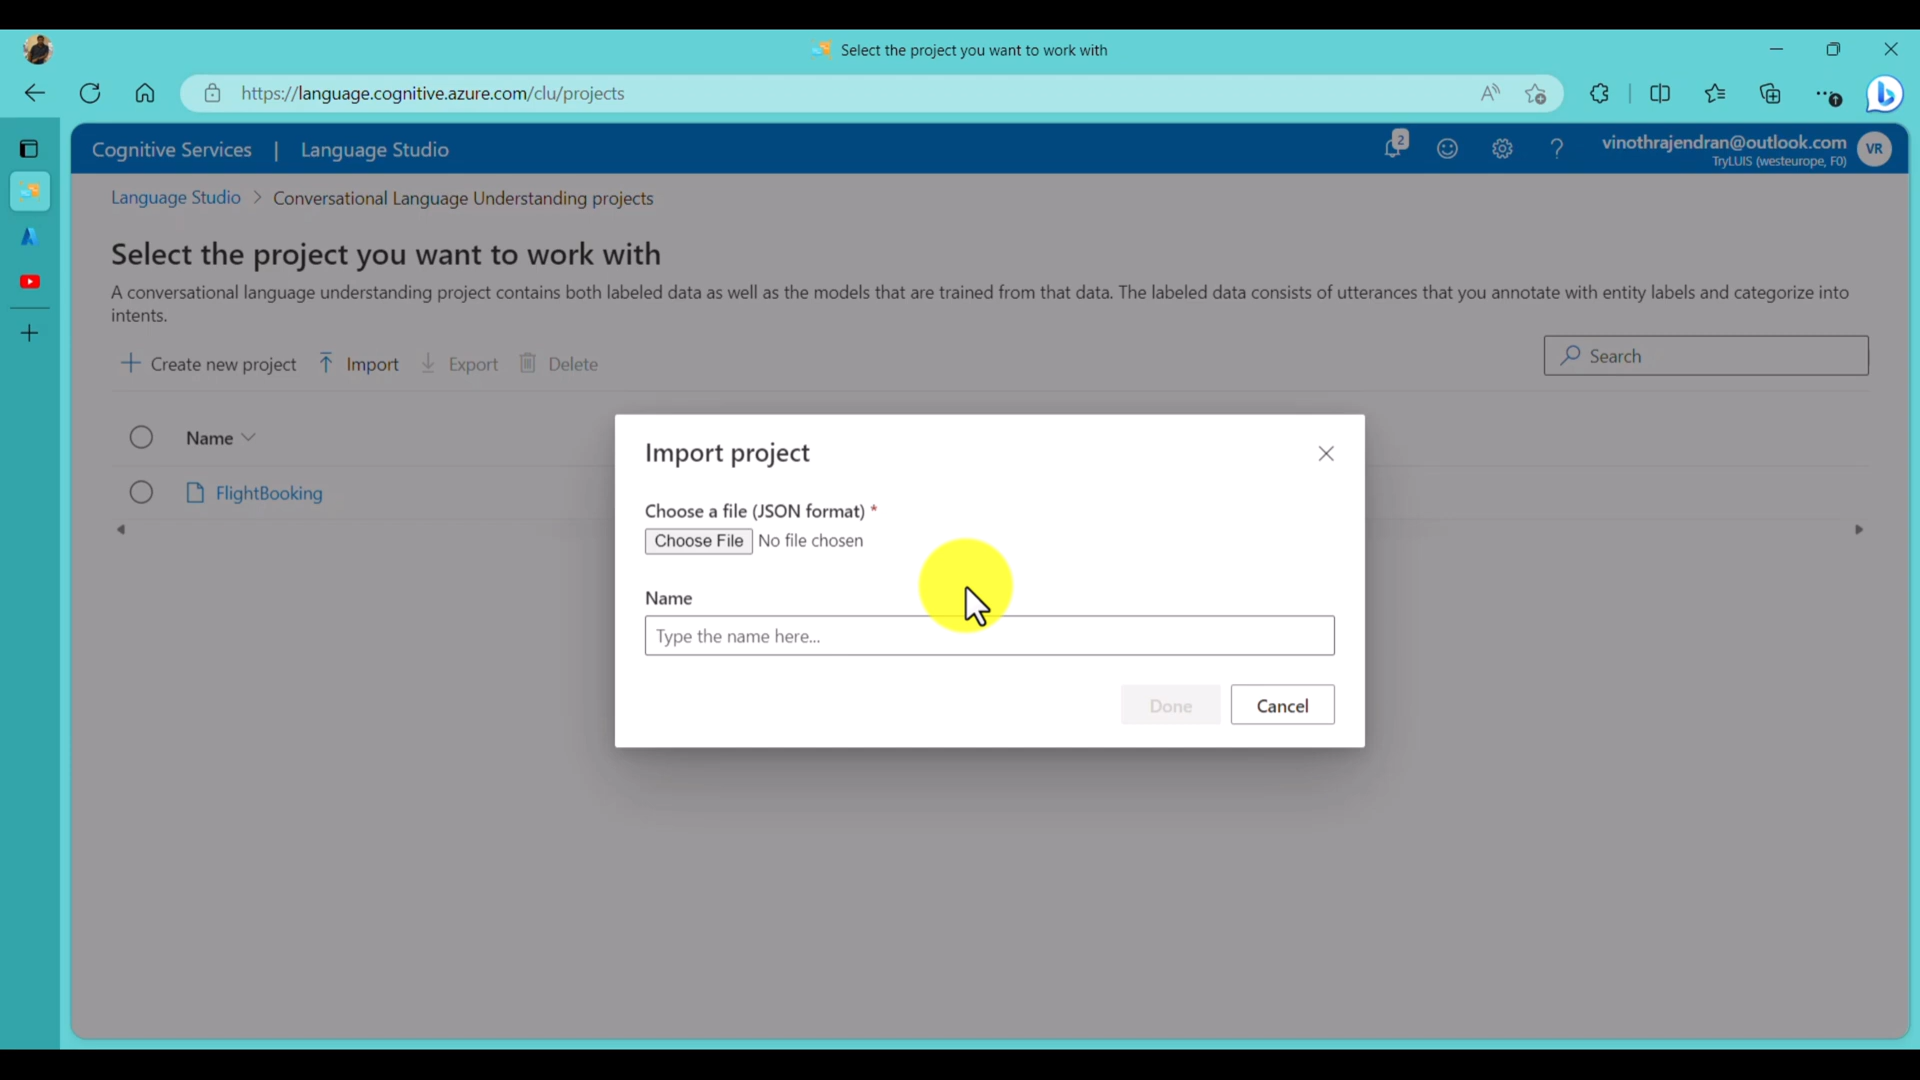 Select the project you want to work with
https://language.cognitive.azure.com/clu/projects
Cognitive Services | Language Studio
2
vinothrajendran@outlook.com
TryLUIS (westeurope, F0)
VR
Language Studio > Conversational Language Understanding projects
Select the project you want to work with
A conversational language understanding project contains both labeled data as well as the models that are trained from that data. The labeled data consists of utterances that you annotate with entity labels and categorize into
intents.
Create new project Import Export Delete
Search
Name
FlightBooking
Import project
Choose a file (JSON format) *
Choose File No file chosen
Name
Type the name here...
Done Cancel